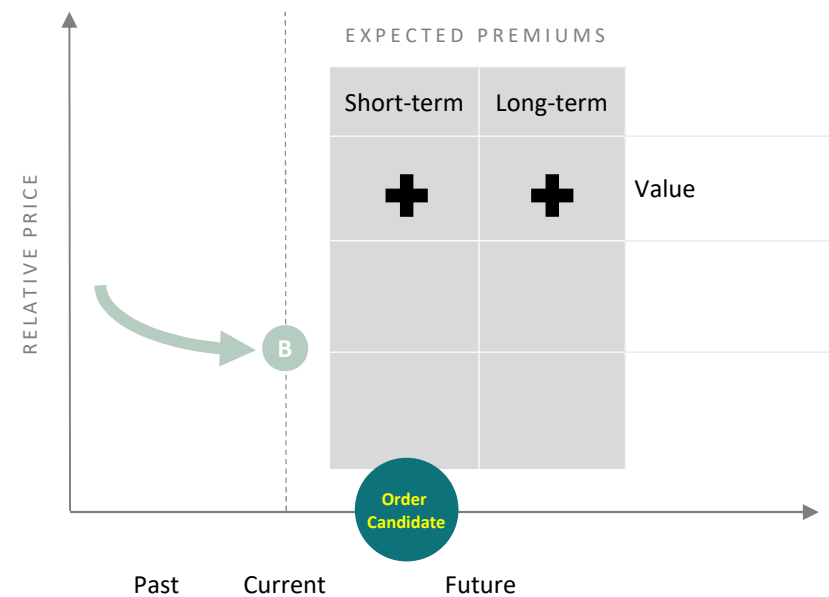 EXPECTED PREMIUMS
Short-term Long-term
Value
RELATIVE PRICE
B
Order
Candidate
Past Current Future